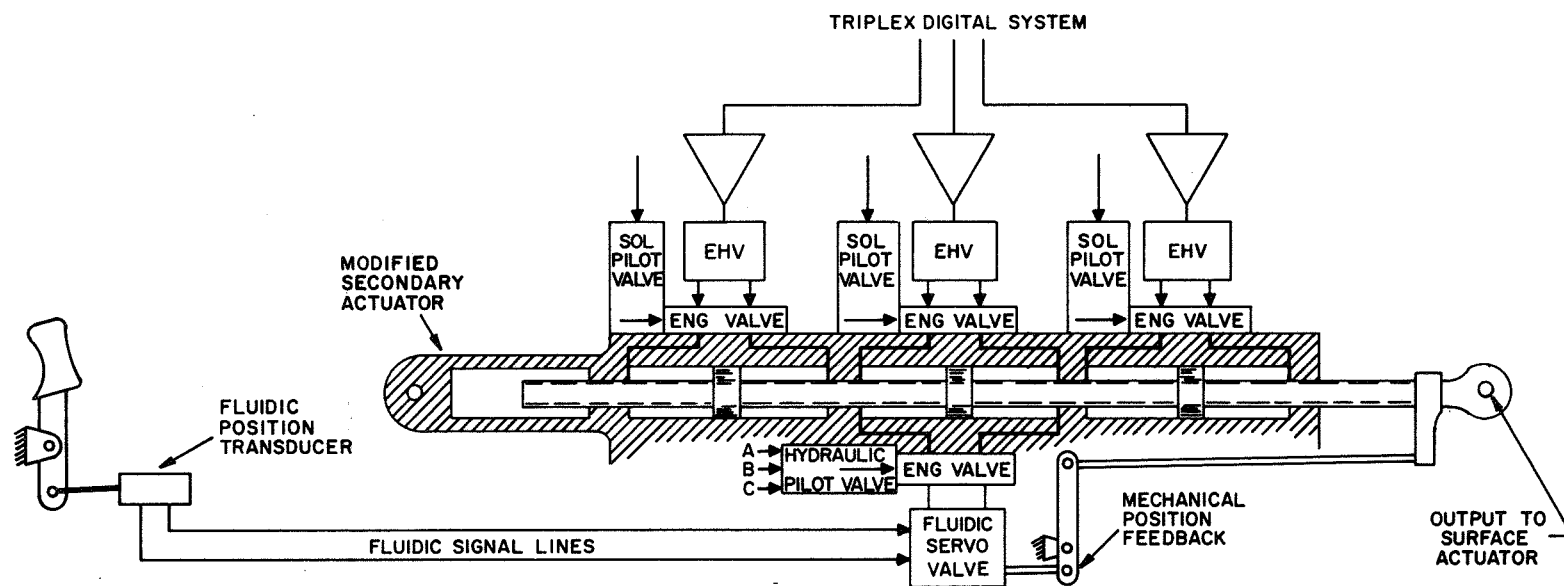 TRIPLEX DIGITAL SYSTEM
SOL
PILOT
VALVE
EHV
SOL
PILOT
VALVE
EHV
SOL
PILOT
VALVE
EHV
MODIFIED
SECONDARY
ACTUATOR
ENG VALVE
ENG VALVE
ENG VALVE
FLUIDIC
POSITION
TRANSDUCER
A
B
C
HYDRAULIC
PILOT VALVE
ENG VALVE
FLUIDIC SIGNAL LINES
FLUIDIC
SERVO
VALVE
MECHANICAL
POSITION
FEEDBACK
OUTPUT TO
SURFACE
ACTUATOR